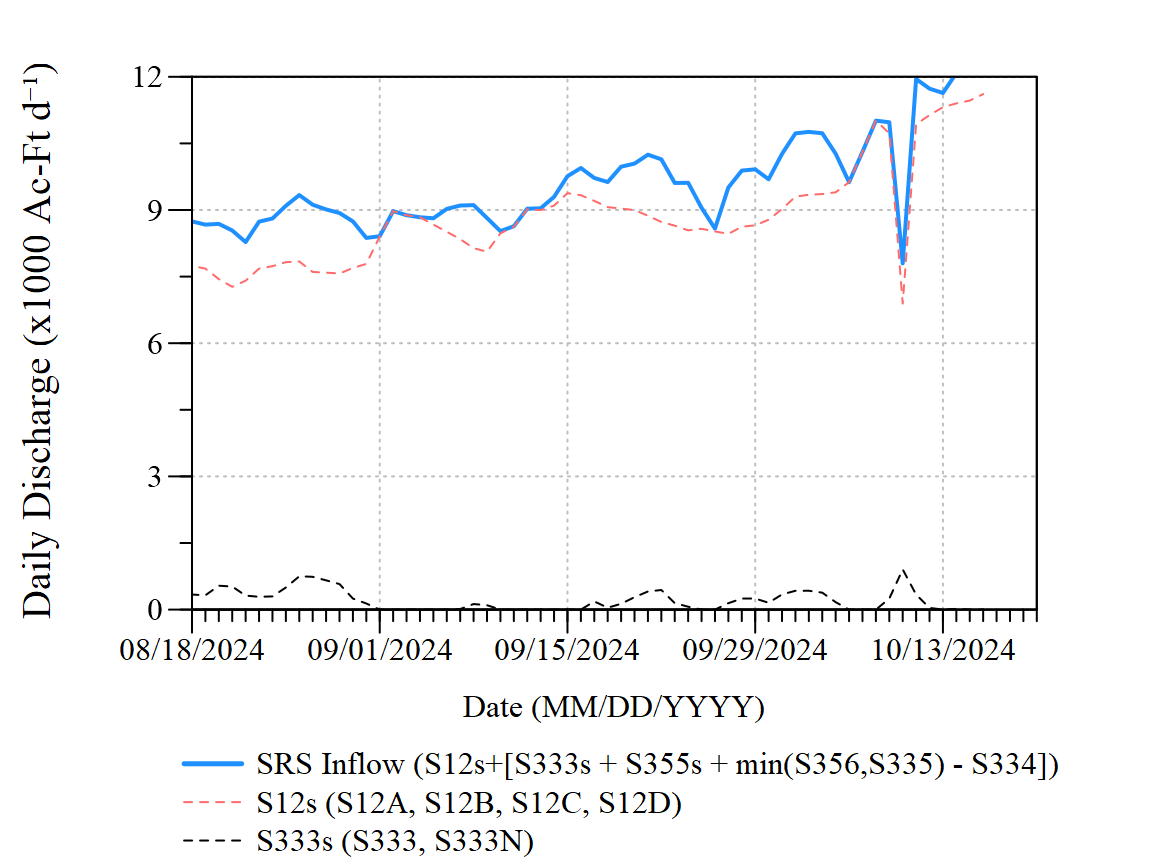 Daily Discharge (x1000 Ac-Ft d⁻¹)
12
9
6
3
0
08/18/2024 09/01/2024 09/15/2024 09/29/2024 10/13/2024
Date (MM/DD/YYYY)
SRS Inflow (S12s+[S333s + S355s + min(S356,S335) - S334])
S12s (S12A, S12B, S12C, S12D)
S333s (S333, S333N)